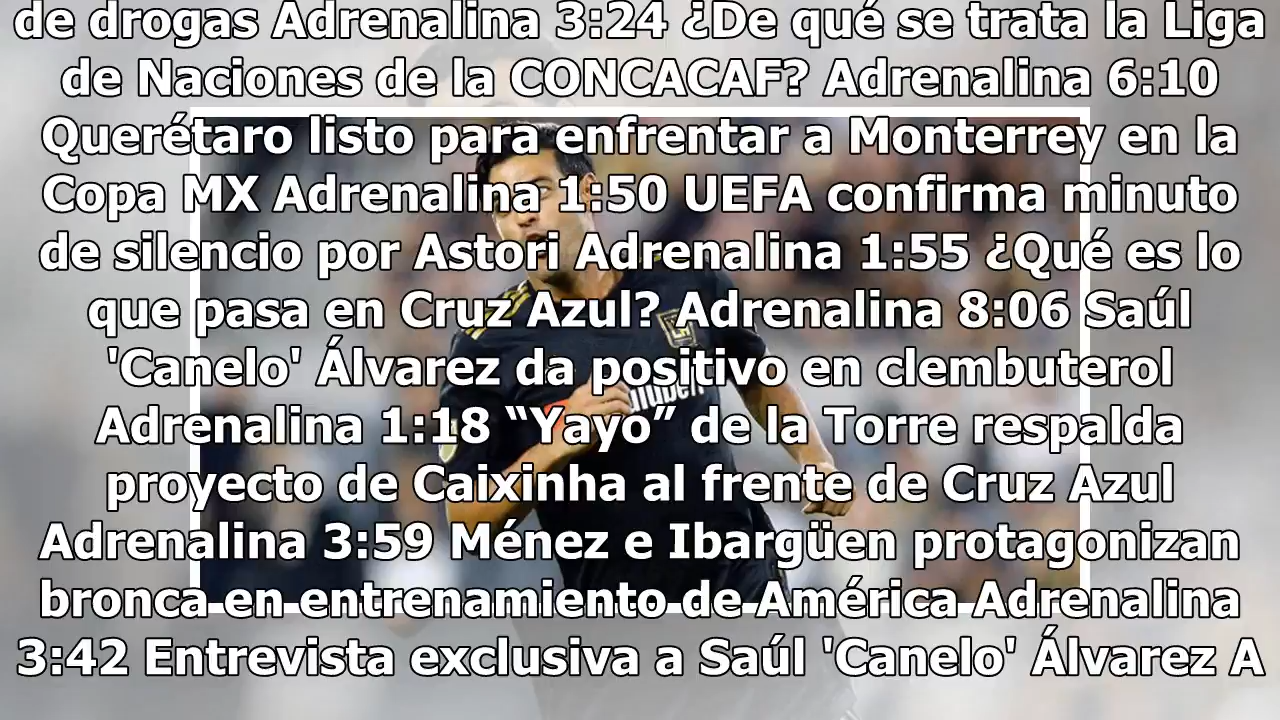 de drogas Adrenalina 3:24 ¿De qué se trata la Liga
de Naciones de la CONCACAF? Adrenalina 6:10
Querétaro listo para enfrentar a Monterrey en la
Copa MX Adrenalina 1:50 UEFA confirma minuto
de silencio por Astori Adrenalina 1:55 ¿Qué es lo
que pasa en Cruz Azul? Adrenalina 8:06 Saúl
'Canelo' Álvarez da positivo en clembuterol
Adrenalina 1:18 “Yayo” de la Torre respalda
proyecto de Caixinha al frente de Cruz Azul
Adrenalina 3:59 Ménez e Ibargüen protagonizan
bronca en entrenamiento de América Adrenalina
3:42 Entrevista exclusiva a Saúl 'Canelo' Álvarez A